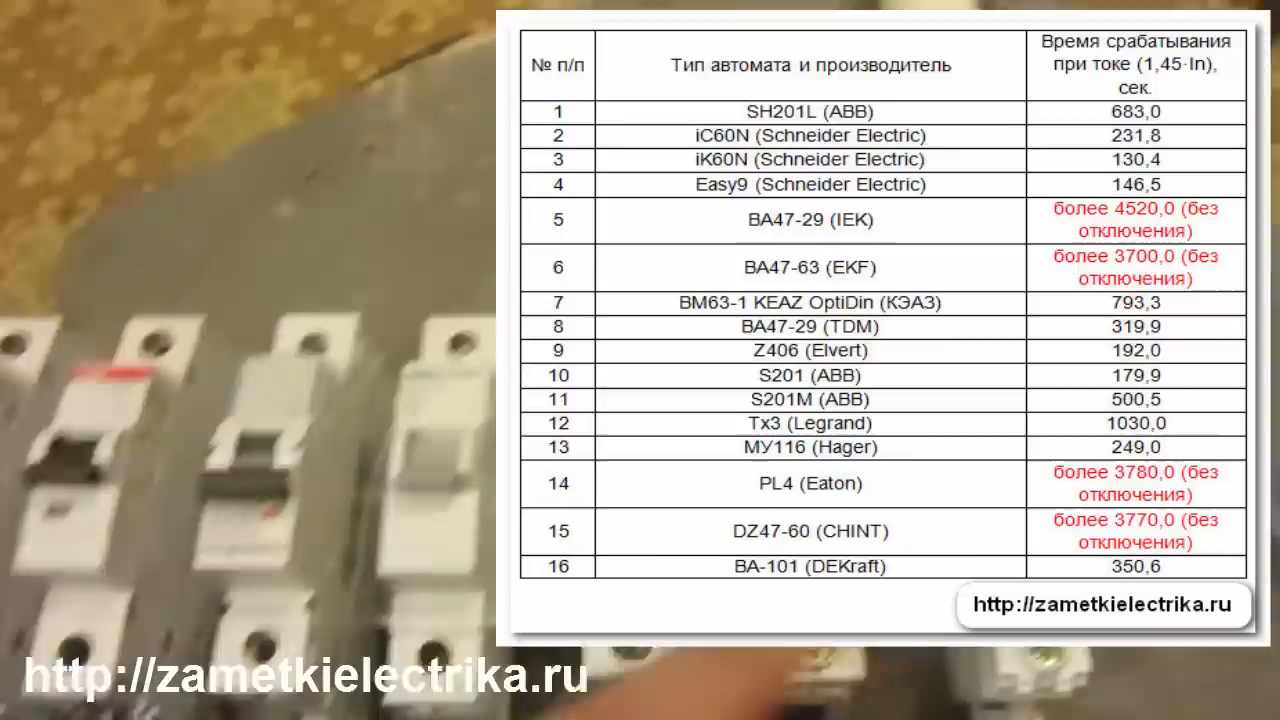 № п/п Тип автомата и производитель Время срабатывания
при токе (1,45·In),
сек.
1 SH201L (ABB) 683,0
2 iC60N (Schneider Electric) 231,8
3 iK60N (Schneider Electric) 130,4
4 Easy9 (Schneider Electric) 146,5
5 ВА47-29 (IEK) более 4520,0 (без
отключения)
6 ВА47-63 (EKF) более 3700,0 (без
отключения)
7 ВМ63-1 KEAZ OptiDin (КЭАЗ) 793,3
8 ВА47-29 (TDM) 319,9
9 Z406 (Elvert) 192,0
10 S201 (ABB) 179,9
11 S201M (ABB) 500,5
12 Tx3 (Legrand) 1030,0
13 МУ116 (Hager) 249,0
14 PL4 (Eaton) более 3780,0 (без
отключения)
15 DZ47-60 (CHINT) более 3770,0 (без
отключения)
16 ВА-101 (DEKraft) 350,6
http://zametkielectrika.ru
http://zametkielectrika.ru